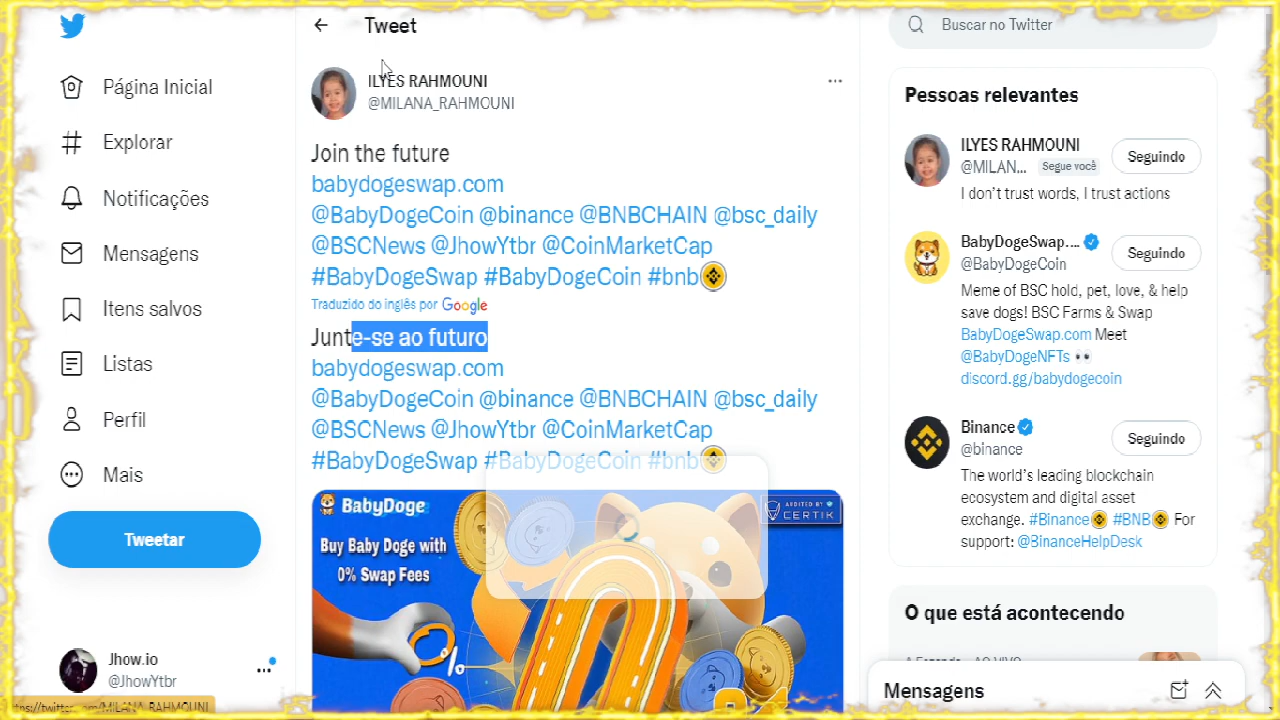 Tweet
Buscar no Twitter
Página Inicial
Explorar
Notificações
Mensagens
Itens salvos
Listas
Perfil
Mais
Tweetar
Jhow.io
@JhowYtbr
ILYES RAHMOUNI
@MILANA_RAHMOUNI
Join the future
babydogeswap.com
@BabyDogeCoin @binance @BNBCHAIN @bsc_daily
@BSCNews @JhowYtbr @CoinMarketCap
#BabyDogeSwap #BabyDogeCoin #bnb
Traduzido do inglês por Google
Junte-se ao futuro
babydogeswap.com
@BabyDogeCoin @binance @BNBCHAIN @bsc_daily
@BSCNews @JhowYtbr @CoinMarketCap
#BabyDogeSwap #BabyDogeCoin #bnb
BabyDoge
AUDITED BY
CERTIK
Buy Baby Doge with
0% Swap Fees
%
Pessoas relevantes
ILYES RAHMOUNI
@MILAN... Segue você
Seguindo
I don't trust words, I trust actions
BabyDogeSwap....
@BabyDogeCoin
Seguindo
Meme of BSC hold, pet, love, & help
save dogs! BSC Farms & Swap
BabyDogeSwap.com Meet
@BabyDogeNFTs
discord.gg/babydogecoin
Binance
@binance
Seguindo
The world's leading blockchain
ecosystem and digital asset
exchange. #Binance #BNB For
support: @BinanceHelpDesk
O que está acontecendo
Mensagens